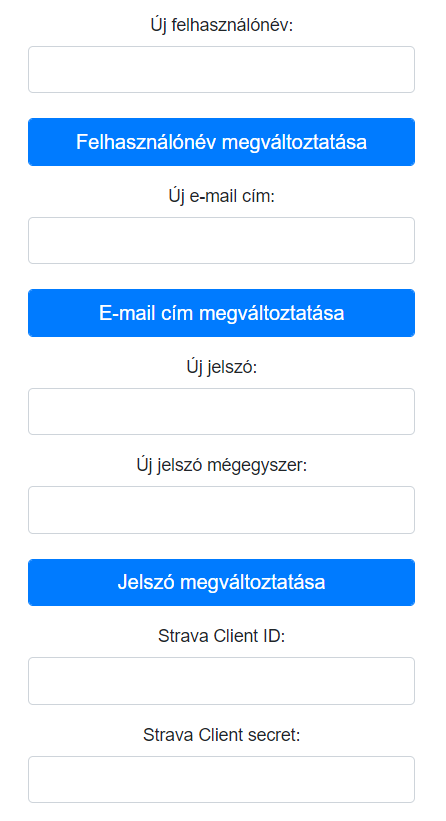 Új felhasználónév:
Felhasználónév megváltoztatása
Új e-mail cím:
E-mail cím megváltoztatása
Új jelszó:
Új jelszó mégegyszer:
Jelszó megváltoztatása
Strava Client ID:
Strava Client secret: